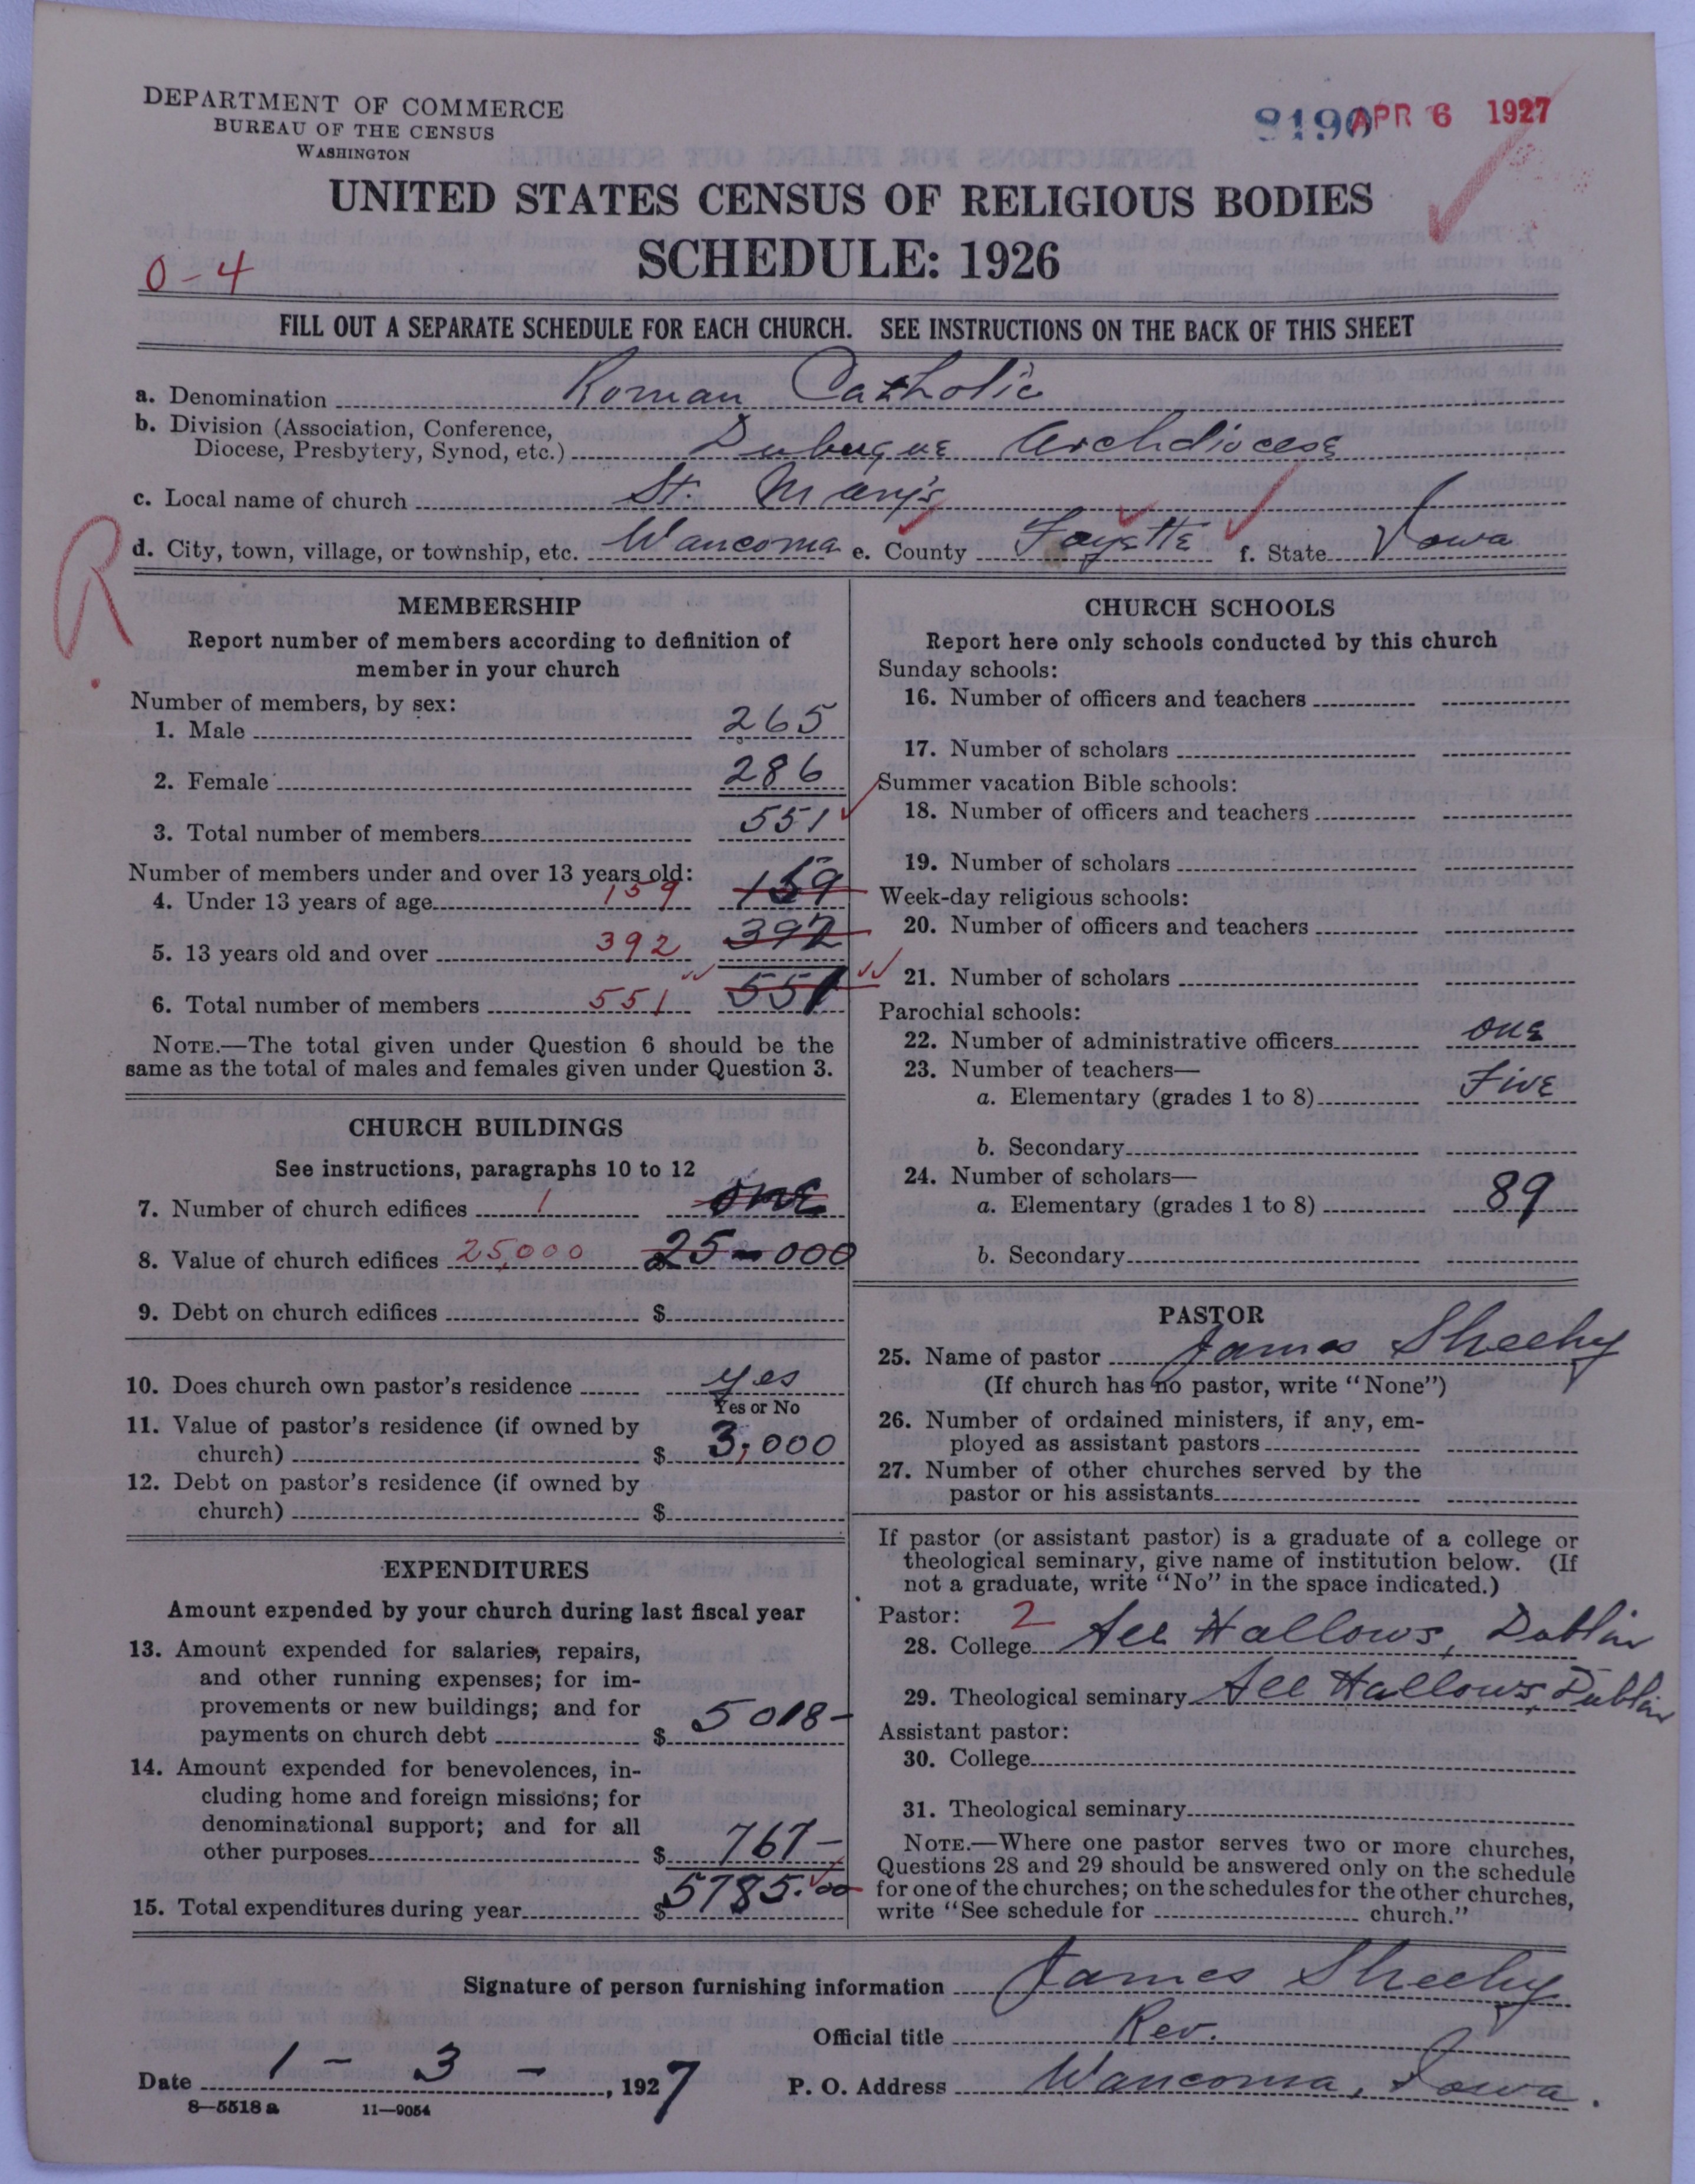 DEPARTMENT OF COMMERCE
BUREAU OF THE CENSUS
WASHINGTON
8190 APR 6 1927
UNITED STATES CENSUS OF RELIGIOUS BODIES
SCHEDULE: 1926
0-4
FILL OUT A SEPARATE SCHEDULE FOR EACH CHURCH. SEE INSTRUCTIONS ON THE BACK OF THIS SHEET
a. Denomination Roman Catholic
b. Division (Association, Conference, Diocese, Presbytery, Synod, etc.) Dubuque Archdiocese
c. Local name of church St. Mary's
d. City, town, village, or township, etc. Waucoma e. County Fayette f. State Iowa
R.
MEMBERSHIP
Report number of members according to definition of
member in your church
Number of members, by sex:
1. Male 265
2. Female 286
3. Total number of members 551
Number of members under and over 13 years old:
4. Under 13 years of age 159 159
5. 13 years old and over 392 392
6. Total number of members 551 551
NOTE.—The total given under Question 6 should be the
same as the total of males and females given under Question 3.
CHURCH BUILDINGS
See instructions, paragraphs 10 to 12
7. Number of church edifices 1 one
8. Value of church edifices 25,000 25-000
9. Debt on church edifices $
10. Does church own pastor's residence yes
Yes or No
11. Value of pastor's residence (if owned by
church) $ 3,000
12. Debt on pastor's residence (if owned by
church) $
EXPENDITURES
Amount expended by your church during last fiscal year
13. Amount expended for salaries, repairs,
and other running expenses; for im-
provements or new buildings; and for
payments on church debt $ 5018-
14. Amount expended for benevolences, in-
cluding home and foreign missions; for
denominational support; and for all
other purposes $ 767-
15. Total expenditures during year $ 5785.00
CHURCH SCHOOLS
Report here only schools conducted by this church
Sunday schools:
16. Number of officers and teachers
17. Number of scholars
Summer vacation Bible schools:
18. Number of officers and teachers
19. Number of scholars
Week-day religious schools:
20. Number of officers and teachers
21. Number of scholars
Parochial schools:
22. Number of administrative officers one
23. Number of teachers—
a. Elementary (grades 1 to 8) Five
b. Secondary
24. Number of scholars—
a. Elementary (grades 1 to 8) 89
b. Secondary
PASTOR
25. Name of pastor James Sheehy
(If church has no pastor, write "None")
26. Number of ordained ministers, if any, em-
ployed as assistant pastors
27. Number of other churches served by the
pastor or his assistants
If pastor (or assistant pastor) is a graduate of a college or
theological seminary, give name of institution below. (If
not a graduate, write "No" in the space indicated.)
Pastor: 2
28. College All Hallows, Dublin
29. Theological seminary All Hallows, Dublin
Assistant pastor:
30. College
31. Theological seminary
NOTE.—Where one pastor serves two or more churches,
Questions 28 and 29 should be answered only on the schedule
for one of the churches; on the schedules for the other churches,
write "See schedule for church."
Signature of person furnishing information James Sheehy
Official title Rev.
Date 1 - 3 - , 1927 P. O. Address Waucoma, Iowa.
8—5518 a 11—9054